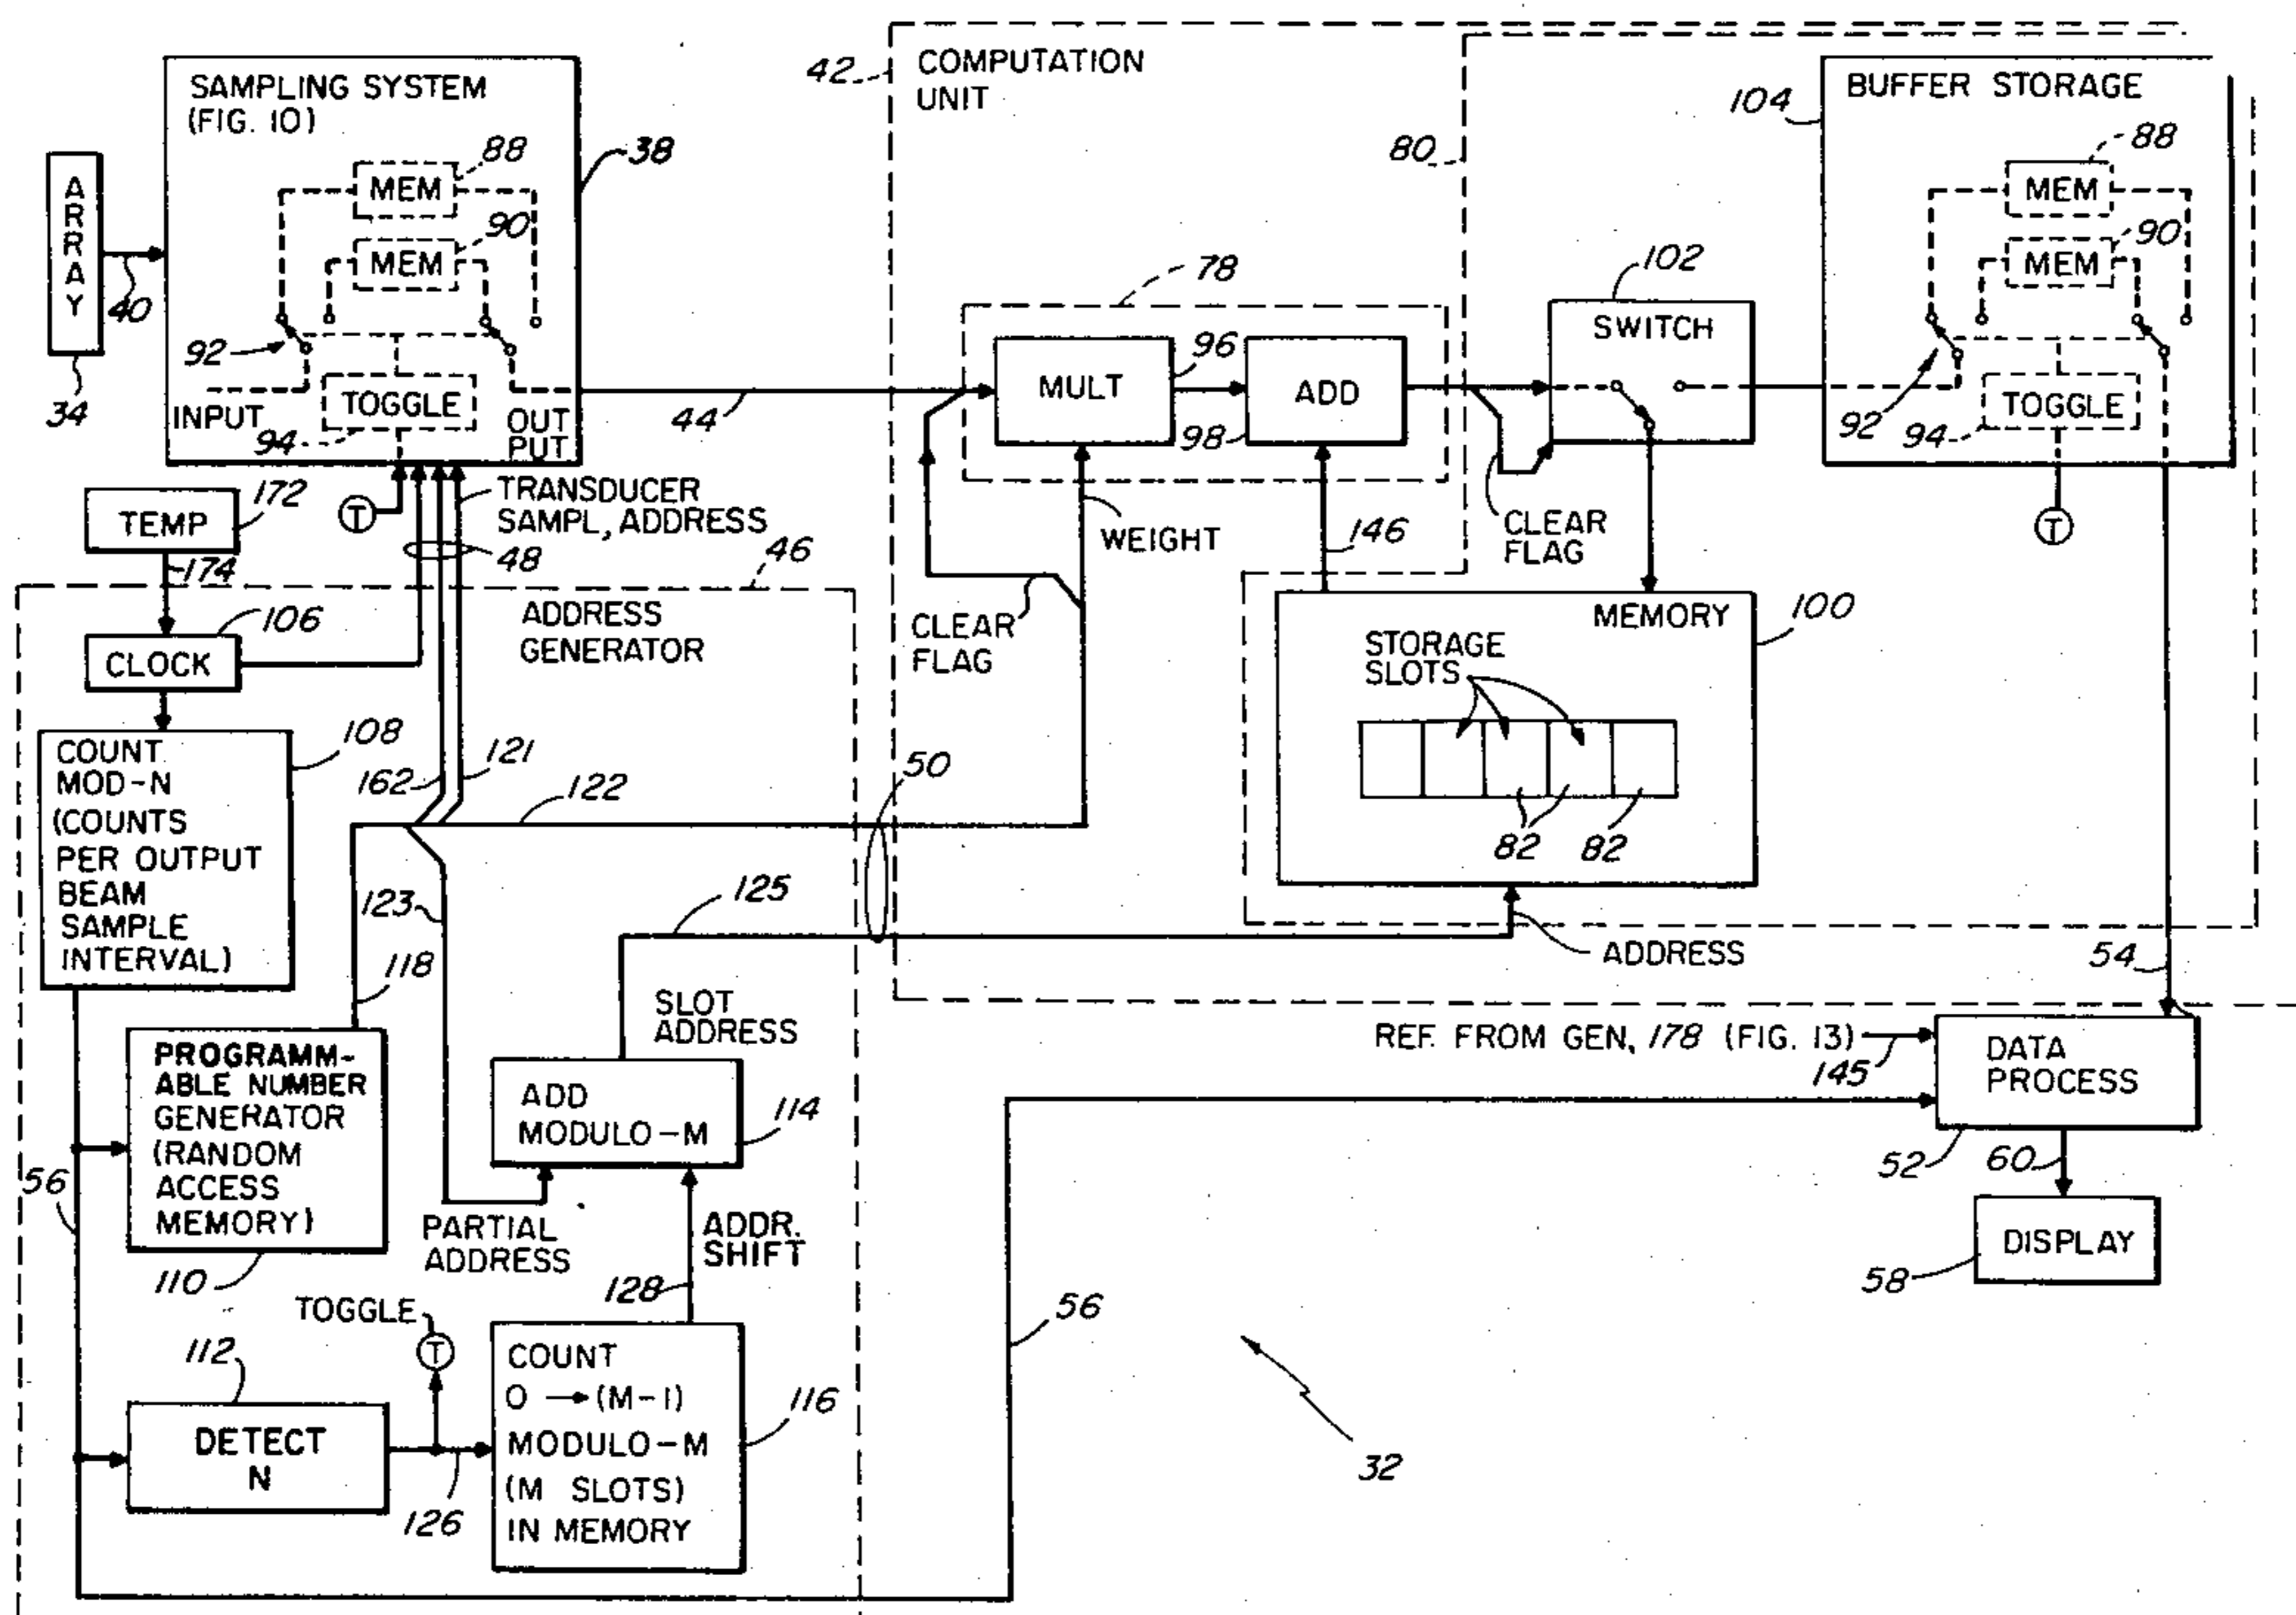 SAMPLING SYSTEM
(FIG. 10)
88
MEM
90
MEM
38
ARRAY
40
34
92
INPUT
TOGGLE
94
OUT
PUT
44
T
TRANSDUCER
SAMPL, ADDRESS
48
TEMP
172
174
46
ADDRESS
GENERATOR
CLOCK
106
COUNT
MOD-N
(COUNTS
PER OUTPUT
BEAM
SAMPLE
INTERVAL)
108
162
121
122
50
123
118
125
SLOT
ADDRESS
PROGRAMM-
ABLE NUMBER
GENERATOR
(RANDOM
ACCESS
MEMORY)
110
56
ADD
MODULO-M
114
PARTIAL
ADDRESS
ADDR.
SHIFT
128
TOGGLE
T
112
DETECT
N
126
COUNT
0 → (M-1)
MODULO-M
(M SLOTS)
IN MEMORY
116
42
COMPUTATION
UNIT
80
78
MULT
96
98
ADD
WEIGHT
CLEAR
FLAG
146
102
SWITCH
CLEAR
FLAG
104
BUFFER STORAGE
88
MEM
90
MEM
92
TOGGLE
94
T
MEMORY
100
STORAGE
SLOTS
82
82
ADDRESS
54
REF. FROM GEN, 178 (FIG. 13)
145
DATA
PROCESS
52
60
DISPLAY
58
56
32